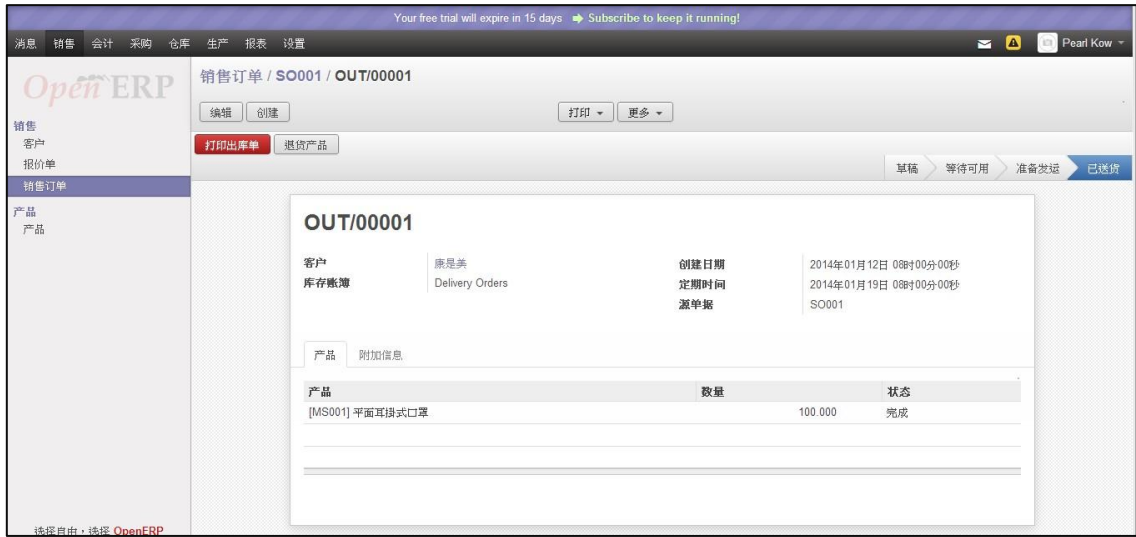 Your free trial will expire in 15 days Subscribe to keep it running!
消息 销售 会计 采购 仓库 生产 报表 设置 Pearl Kow
OpenERP
销售订单 / SO001 / OUT/00001
编辑 创建 打印 更多
打印出库单 退货产品
草稿 等待可用 准备发运 已送货
销售
客户
报价单
销售订单
产品
产品
OUT/00001
客户 康是美 创建日期 2014年01月12日 08时00分00秒
库存账簿 Delivery Orders 定期时间 2014年01月19日 08时00分00秒
源单据 SO001
产品 附加信息
产品 数量 状态
[MS001] 平面耳掛式口罩 100.000 完成
选择自由,选择 OpenERP